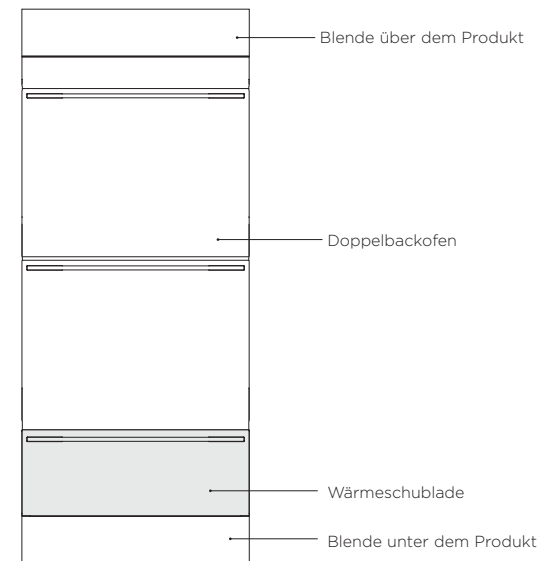 Blende über dem Produkt
Doppelbackofen
Wärmeschublade
Blende unter dem Produkt